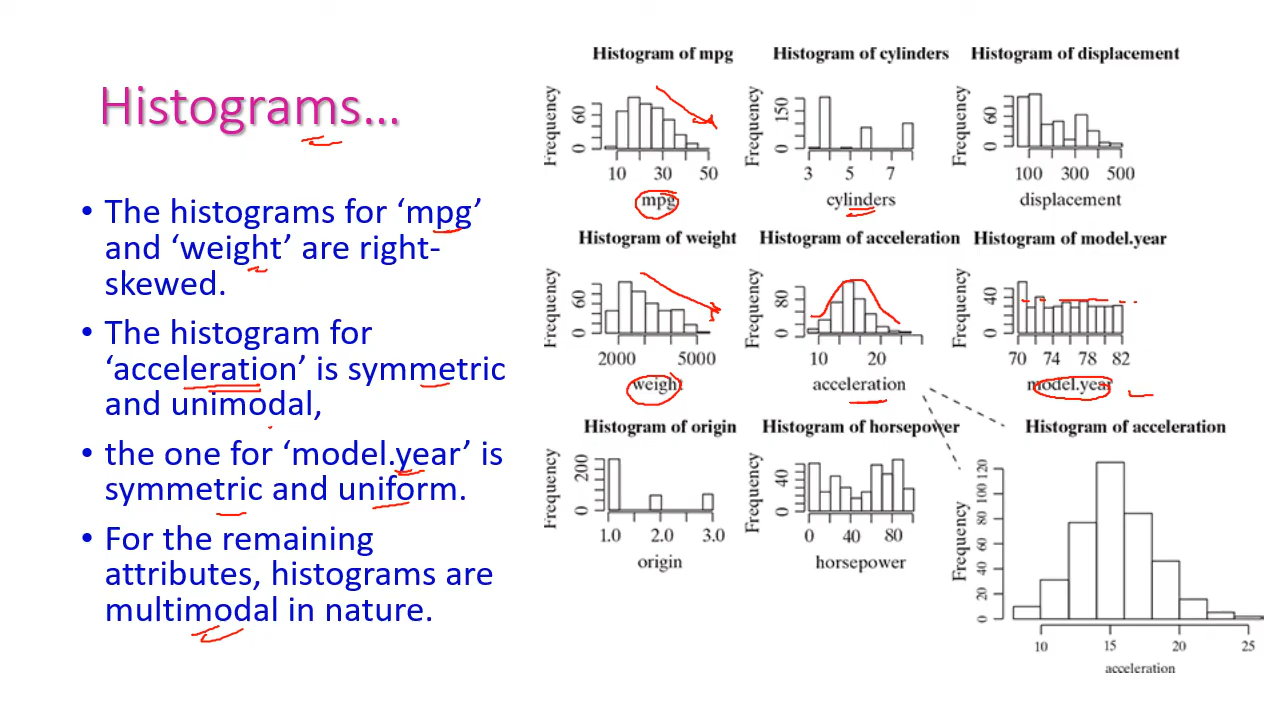 Histograms...
• The histograms for ‘mpg’
and ‘weight’ are right-
skewed.
• The histogram for
‘acceleration’ is symmetric
and unimodal,
• the one for ‘model.year’ is
symmetric and uniform.
• For the remaining
attributes, histograms are
multimodal in nature.
Histogram of mpg
Frequency
0 60
10 30 50
mpg
Histogram of cylinders
Frequency
0 150
3 5 7
cylinders
Histogram of displacement
Frequency
0 60
100 300 500
displacement
Histogram of weight
Frequency
0 60
2000 5000
weight
Histogram of acceleration
Frequency
0 80
10 20
acceleration
Histogram of model.year
Frequency
0 40
70 74 78 82
model.year
Histogram of origin
Frequency
0 200
1.0 2.0 3.0
origin
Histogram of horsepower
Frequency
0 40
0 40 80
horsepower
Histogram of acceleration
Frequency
0 20 40 60 80 100 120
10 15 20 25
acceleration